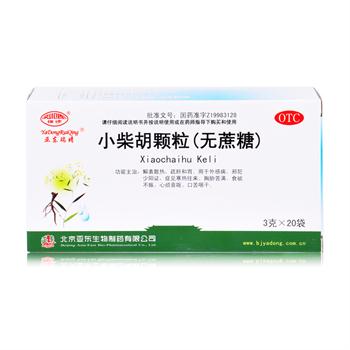 批准文号：国药准字Z19983128
请仔细阅读说明书并按说明使用或在药师指导下购买和使用
OTC
YaDongRuiQing
亚东瑞晴
小柴胡颗粒(无蔗糖)
Xiaochaihu Keli
功能主治：解表散热，疏肝和胃。用于外感病，邪犯
少阳证，症见寒热往来、胸胁苦满、食欲
不振、心烦喜呕、口苦咽干。
3克×20袋
北京亚东生物制药有限公司
www.bjyadong.com.cn